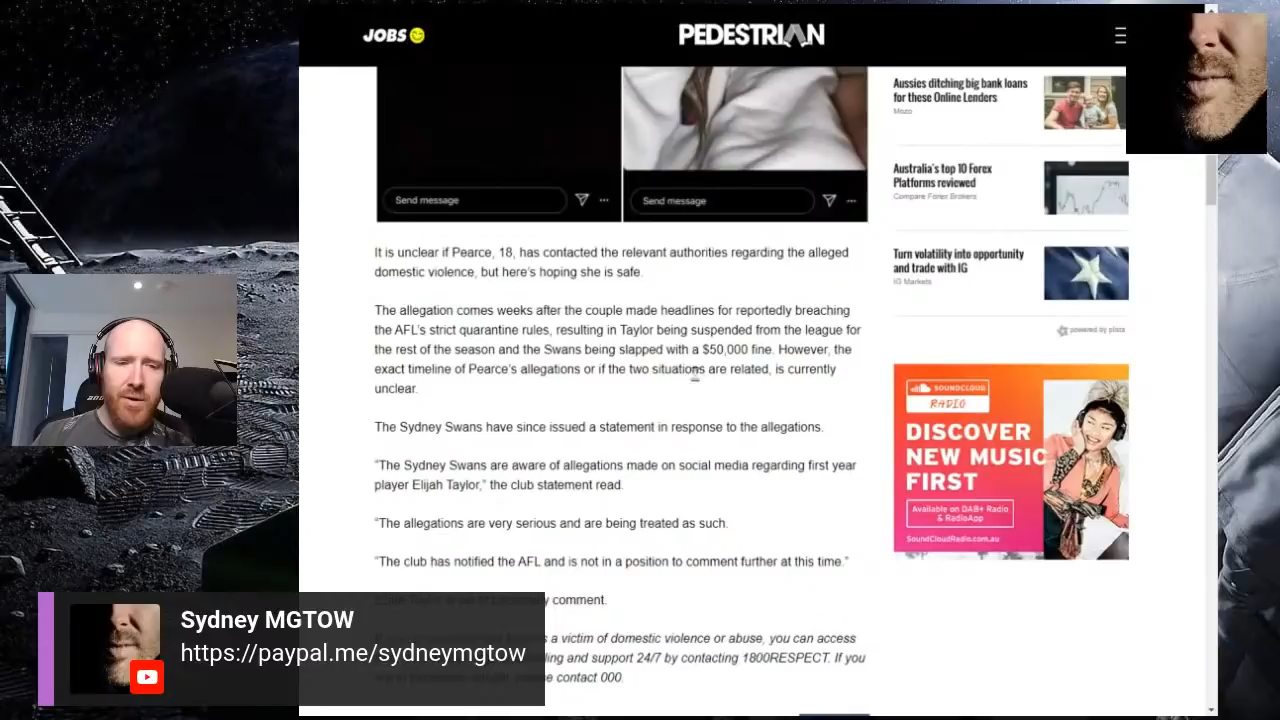 JOBS
PEDESTRIAN
Send message
Send message
Aussies ditching big bank loans
for these Online Lenders
Mozo
Australia's top 10 Forex
Platforms reviewed
Compare Forex Brokers
Turn volatility into opportunity
and trade with IG
IG Markets
powered by plista
It is unclear if Pearce, 18, has contacted the relevant authorities regarding the alleged
domestic violence, but here's hoping she is safe.
The allegation comes weeks after the couple made headlines for reportedly breaching
the AFL's strict quarantine rules, resulting in Taylor being suspended from the league for
the rest of the season and the Swans being slapped with a $50,000 fine. However, the
exact timeline of Pearce's allegations or if the two situations are related, is currently
unclear.
The Sydney Swans have since issued a statement in response to the allegations.
"The Sydney Swans are aware of allegations made on social media regarding first year
player Elijah Taylor," the club statement read.
"The allegations are very serious and are being treated as such.
"The club has notified the AFL and is not in a position to comment further at this time."
comment.
a victim of domestic violence or abuse, you can access
and support 24/7 by contacting 1800RESPECT. If you
contact 000.
SOUNDCLOUD
RADIO
DISCOVER
NEW MUSIC
FIRST
Available on DAB+ Radio
& RadioApp
SoundCloudRadio.com.au
Sydney MGTOW
https://paypal.me/sydneymgtow